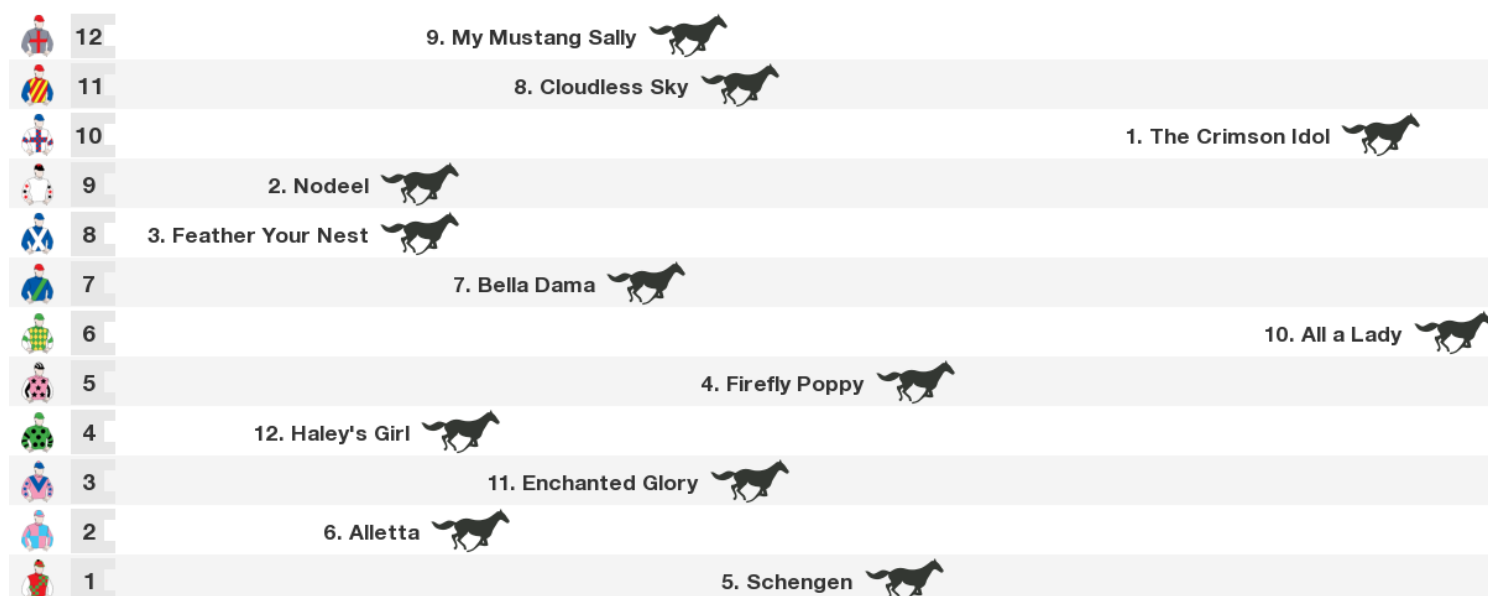 12 9. My Mustang Sally
11 8. Cloudless Sky
10 1. The Crimson Idol
9 2. Nodeel
8 3. Feather Your Nest
7 7. Bella Dama
6 10. All a Lady
5 4. Firefly Poppy
4 12. Haley's Girl
3 11. Enchanted Glory
2 6. Alletta
1 5. Schengen